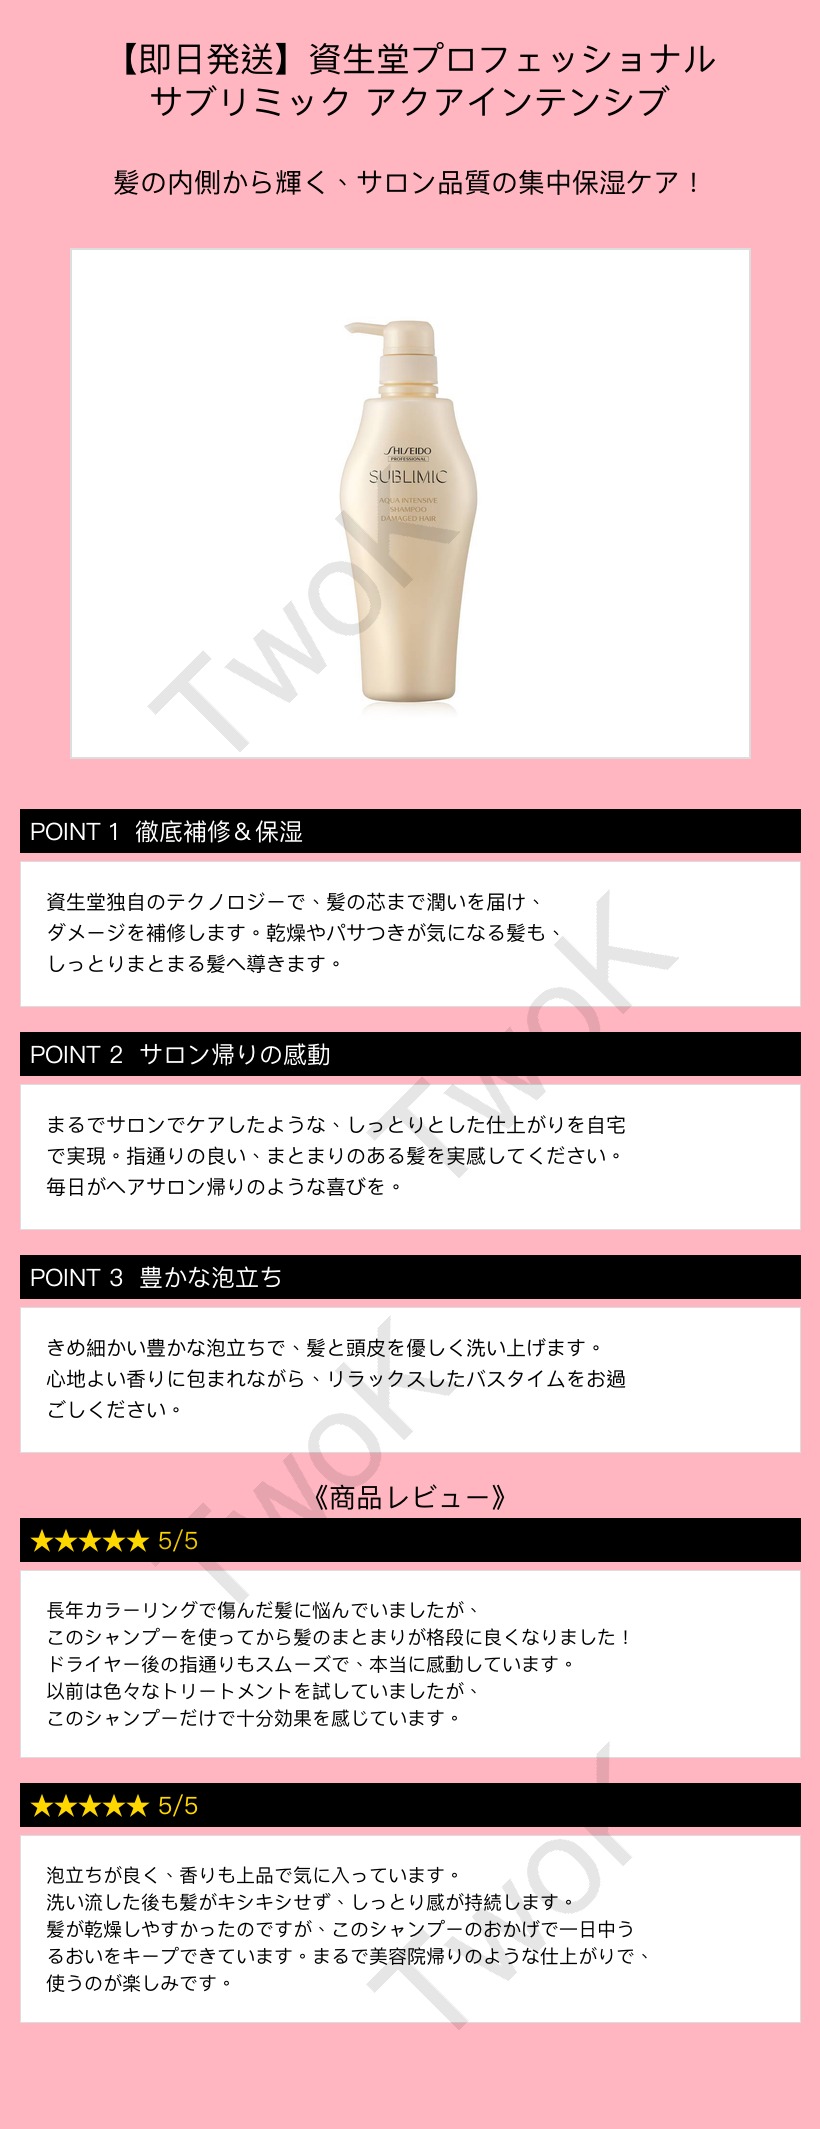 【即日発送】資生堂プロフェッショナル
サブリミック アクアインテンシブ
髪の内側から輝く、サロン品質の集中保湿ケア！
SHISEIDO
PROFESSIONAL
SUBLIMIC
AQUA INTENSIVE
SHAMPOO
DAMAGED HAIR
TwoK
POINT 1 徹底補修＆保湿
資生堂独自のテクノロジーで、髪の芯まで潤いを届け、
ダメージを補修します。乾燥やパサつきが気になる髪も、
しっとりまとまる髪へ導きます。
TwoK
POINT 2 サロン帰りの感動
まるでサロンでケアしたような、しっとりとした仕上がりを自宅
で実現。指通りの良い、まとまりのある髪を実感してください。
毎日がヘアサロン帰りのような喜びを。
POINT 3 豊かな泡立ち
きめ細かい豊かな泡立ちで、髪と頭皮を優しく洗い上げます。
心地よい香りに包まれながら、リラックスしたバスタイムをお過
ごしください。
TwoK
《商品レビュー》
★★★★★ 5/5
長年カラーリングで傷んだ髪に悩んでいましたが、
このシャンプーを使ってから髪のまとまりが格段に良くなりました！
ドライヤー後の指通りもスムーズで、本当に感動しています。
以前は色々なトリートメントを試していましたが、
このシャンプーだけで十分効果を感じています。
★★★★★ 5/5
泡立ちが良く、香りも上品で気に入っています。
洗い流した後も髪がキシキシせず、しっとり感が持続します。
髪が乾燥しやすかったのですが、このシャンプーのおかげで一日中う
るおいをキープできています。まるで美容院帰りのような仕上がりで、
使うのが楽しみです。
TwoK